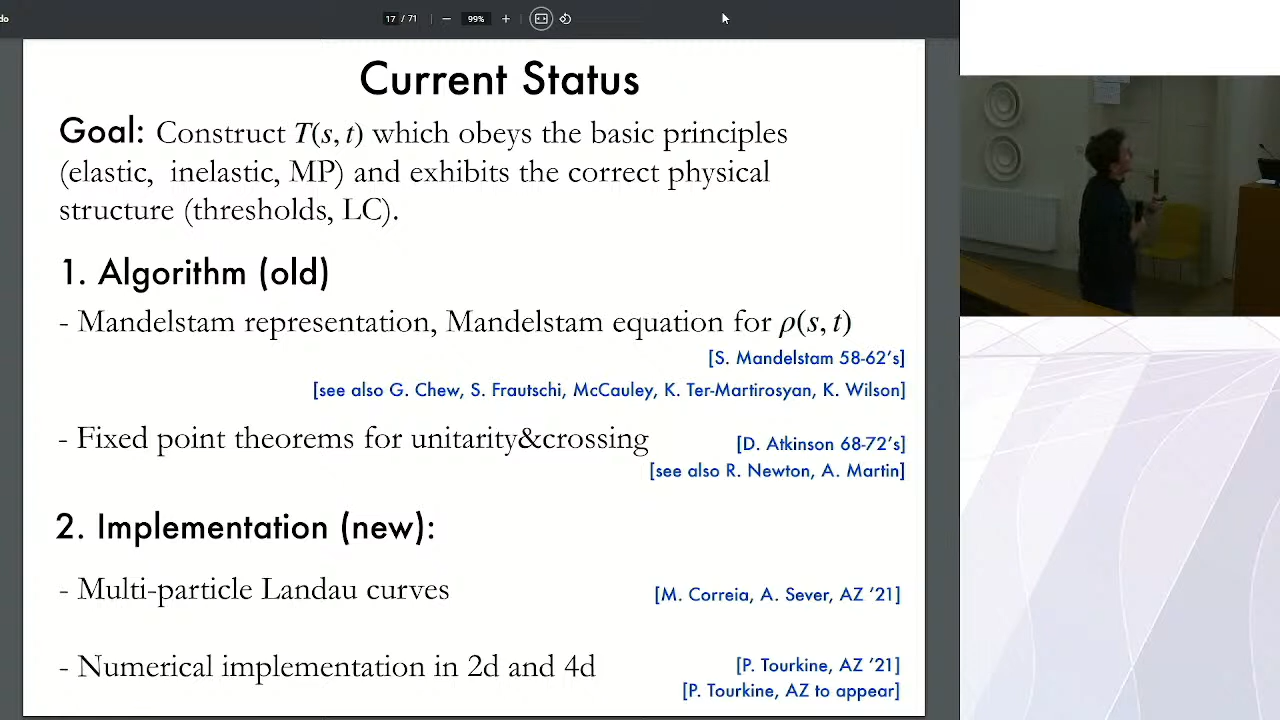 do
17 / 71
99%
Current Status
Goal: Construct T(s, t) which obeys the basic principles
(elastic, inelastic, MP) and exhibits the correct physical
structure (thresholds, LC).
1. Algorithm (old)
- Mandelstam representation, Mandelstam equation for ρ(s, t)
[S. Mandelstam 58-62's]
[see also G. Chew, S. Frautschi, McCauley, K. Ter-Martirosyan, K. Wilson]
- Fixed point theorems for unitarity&crossing
[D. Atkinson 68-72's]
[see also R. Newton, A. Martin]
2. Implementation (new):
- Multi-particle Landau curves
[M. Correia, A. Sever, AZ '21]
- Numerical implementation in 2d and 4d
[P. Tourkine, AZ '21]
[P. Tourkine, AZ to appear]